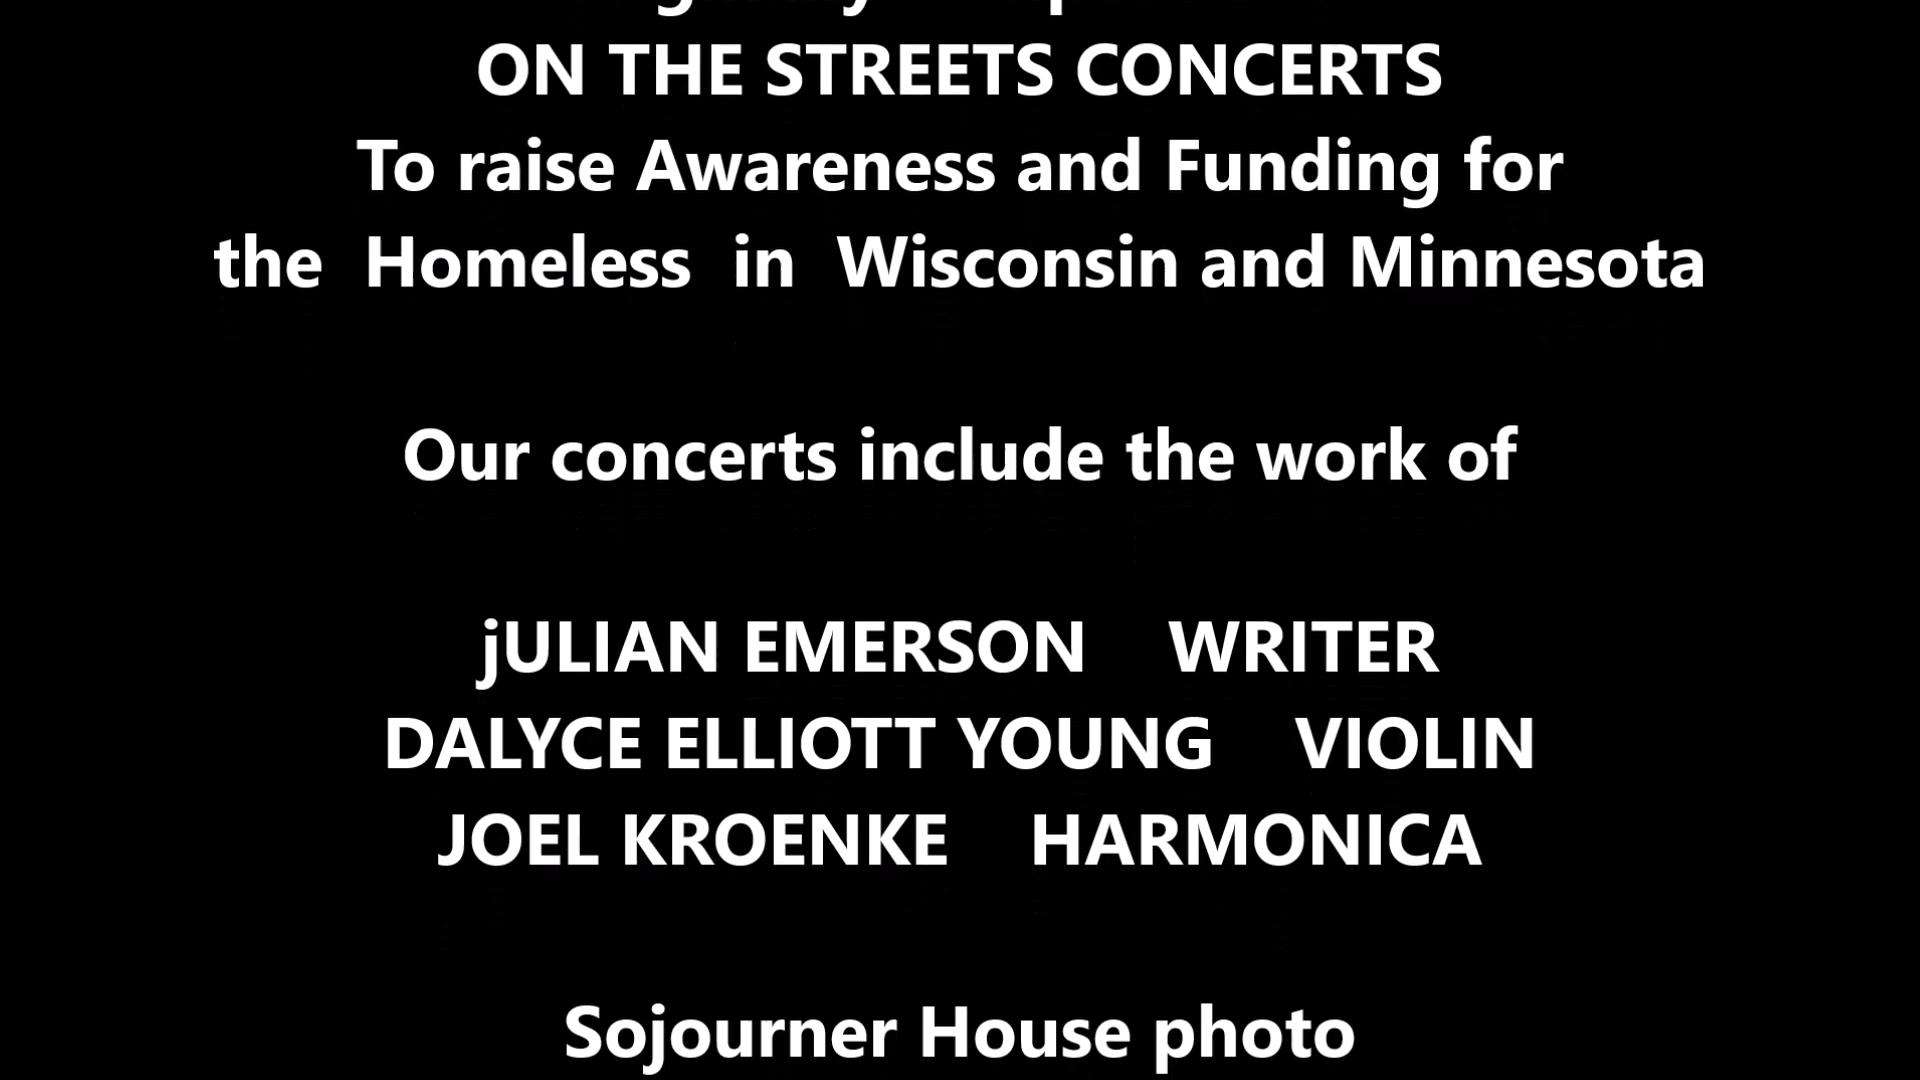 ON THE STREETS CONCERTS
To raise Awareness and Funding for
the Homeless in Wisconsin and Minnesota
Our concerts include the work of
jULIAN EMERSON WRITER
DALYCE ELLIOTT YOUNG VIOLIN
JOEL KROENKE HARMONICA
Sojourner House photo